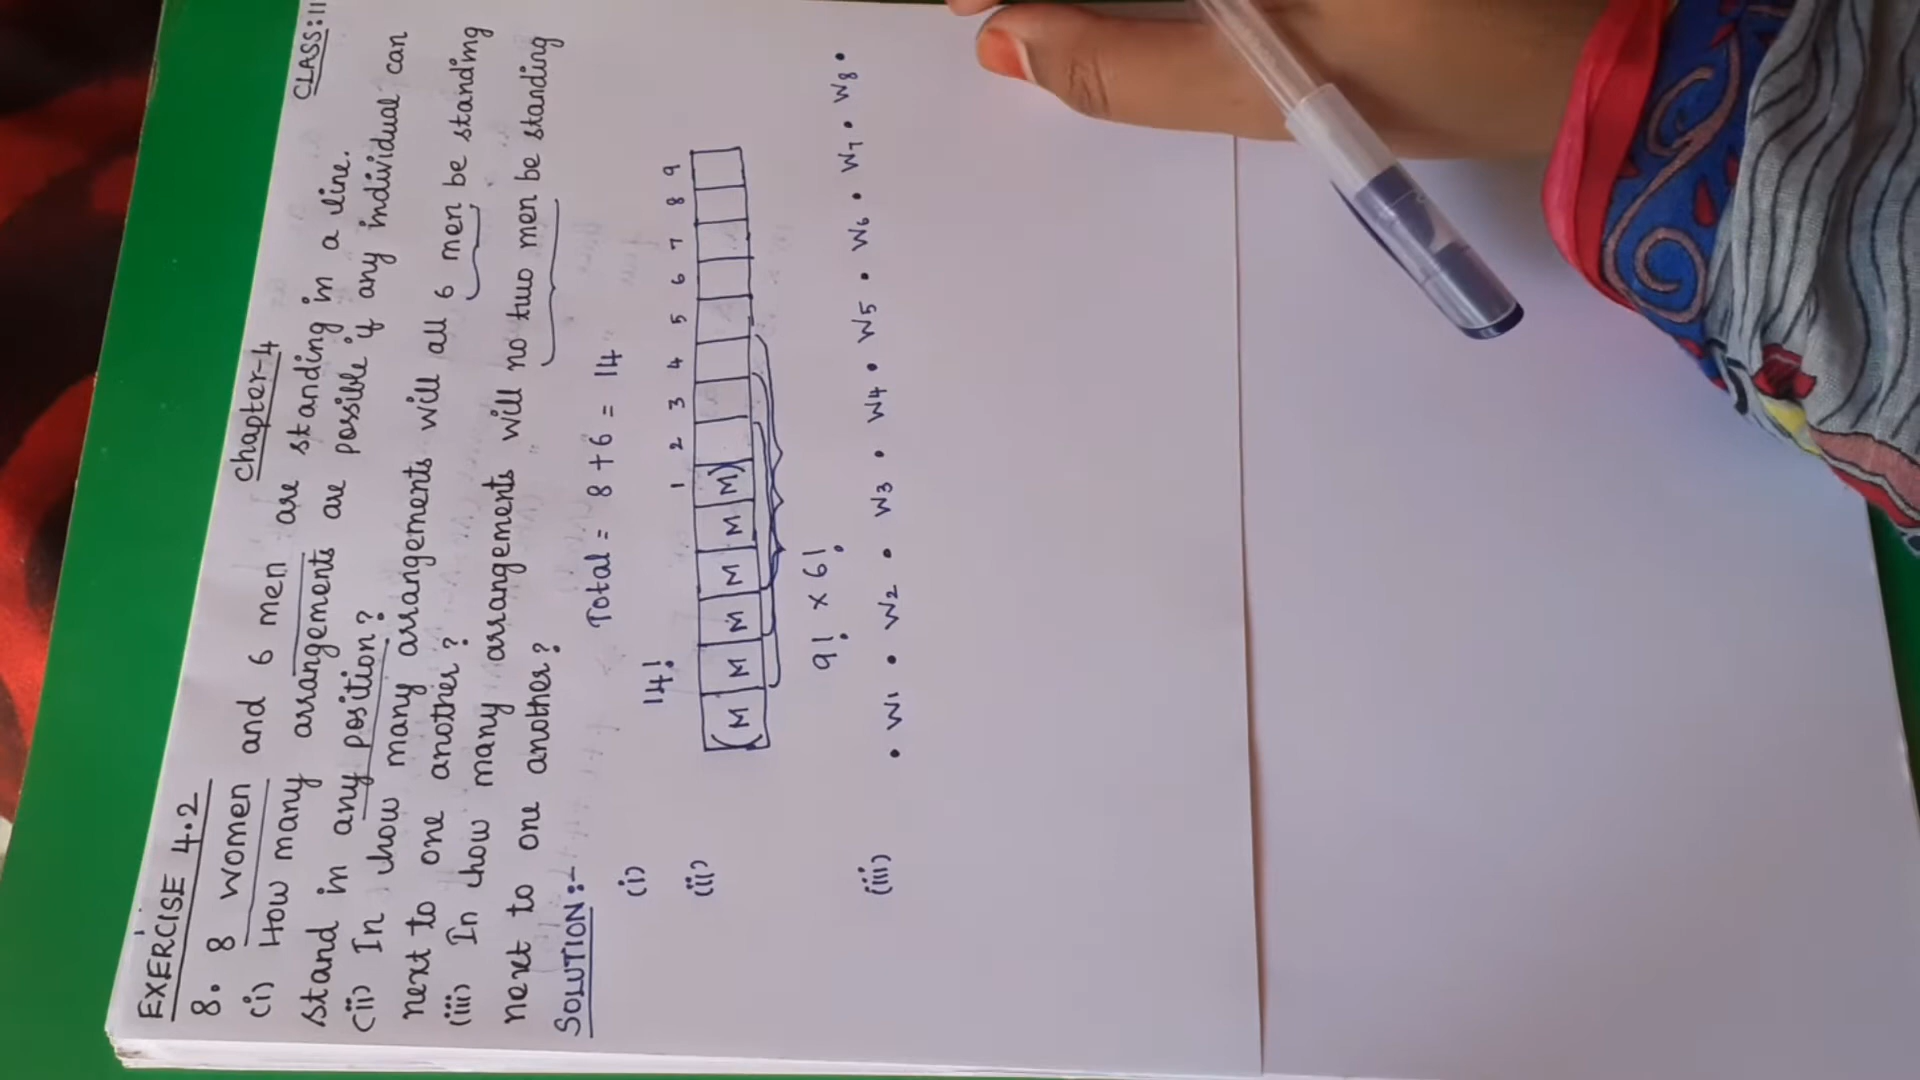 CLASS:11
EXERCISE 4.2 Chapter-4
8. 8 women and 6 men are standing in a line.
(i) How many arrangements are possible if any individual can
stand in any position?
(ii) In how many arrangements will all 6 men be standing
next to one another?
(iii) In how many arrangements will no two men be standing
next to one another?
SOLUTION:- Total = 8 + 6 = 14
(i) 14!
1 2 3 4 5 6 7 8 9
(ii) (M M M M M M)
9! × 6!
(iii) • W1 • W2 • W3 • W4 • W5 • W6 • W7 • W8 •